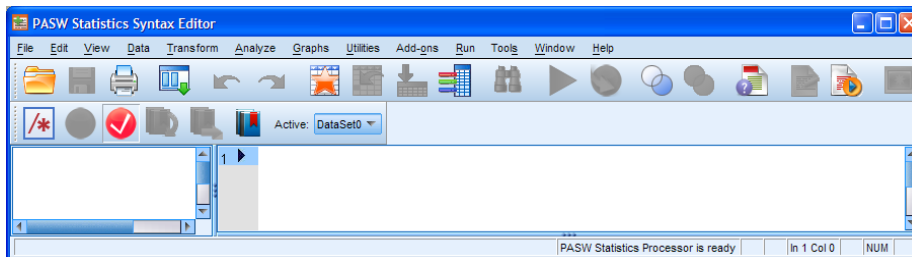 PASW Statistics Syntax Editor
File Edit View Data Transform Analyze Graphs Utilities Add-ons Run Tools Window Help
/*
Active: DataSet0
1
PASW Statistics Processor is ready In 1 Col 0 NUM